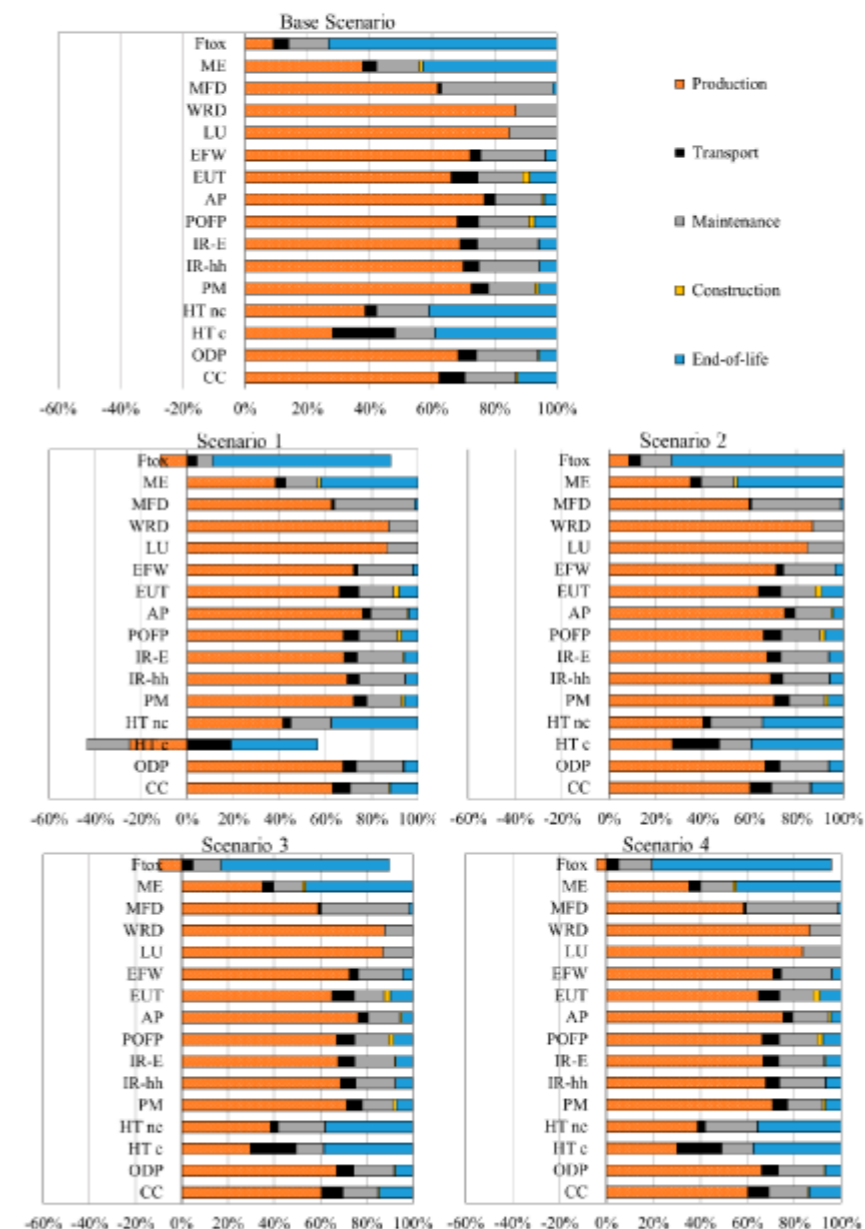 Base Scenario
Ftox
ME
MFD
WRD
LU
EFW
EUT
AP
POFP
IR-E
IR-hh
PM
HT nc
HT c
ODP
CC
-60% -40% -20% 0% 20% 40% 60% 80% 100%
Production
Transport
Maintenance
Construction
End-of-life
Scenario 1
Ftox
ME
MFD
WRD
LU
EFW
EUT
AP
POFP
IR-E
IR-hh
PM
HT nc
HT c
ODP
CC
-60% -40% -20% 0% 20% 40% 60% 80% 100%
Scenario 2
Ftox
ME
MFD
WRD
LU
EFW
EUT
AP
POFP
IR-E
IR-hh
PM
HT nc
HT c
ODP
CC
-60% -40% -20% 0% 20% 40% 60% 80% 100%
Scenario 3
Ftox
ME
MFD
WRD
LU
EFW
EUT
AP
POFP
IR-E
IR-hh
PM
HT nc
HT c
ODP
CC
-60% -40% -20% 0% 20% 40% 60% 80% 100%
Scenario 4
Ftox
ME
MFD
WRD
LU
EFW
EUT
AP
POFP
IR-E
IR-hh
PM
HT nc
HT c
ODP
CC
-60% -40% -20% 0% 20% 40% 60% 80% 100%